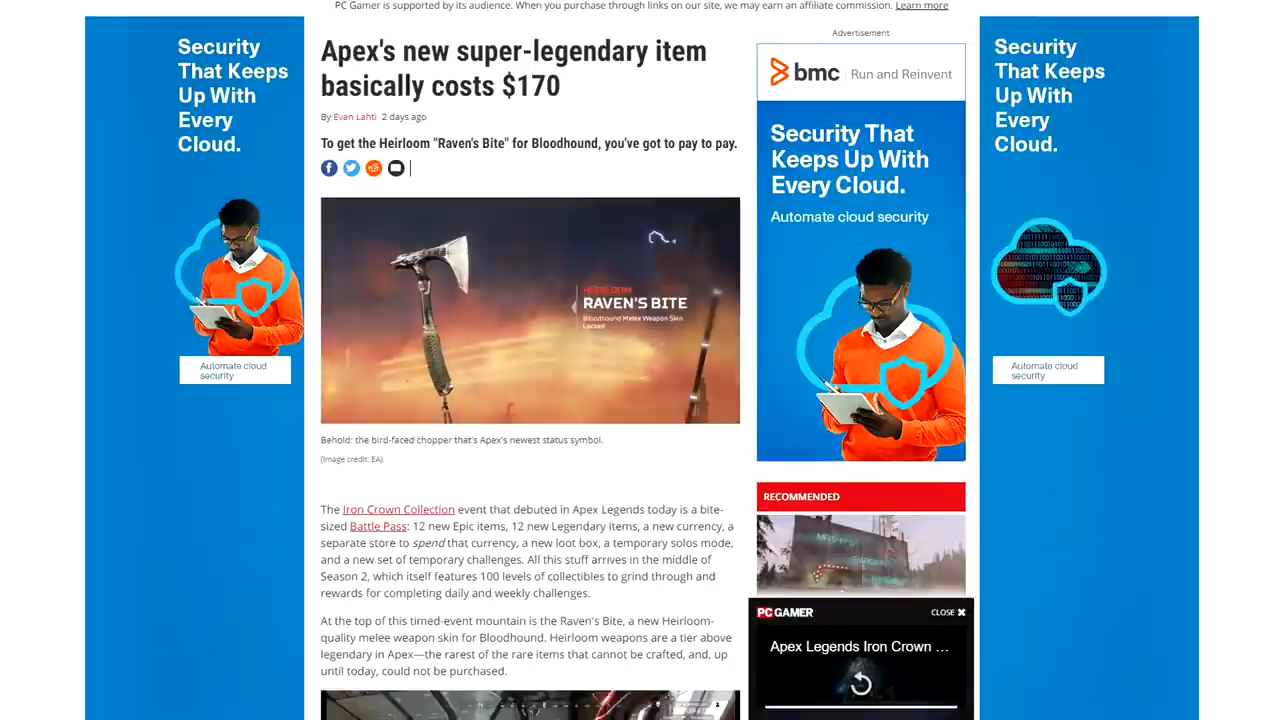 PC Gamer is supported by its audience. When you purchase through links on our site, we may earn an affiliate commission. Learn more
Security
That Keeps
Up With
Every
Cloud.
Automate cloud
security
Apex's new super-legendary item
basically costs $170
By Evan Lahti 2 days ago
To get the Heirloom "Raven's Bite" for Bloodhound, you've got to pay to pay.
HEIRLOOM
RAVEN'S BITE
Bloodhound Melee Weapon Skin
Locked
Behold: the bird-faced chopper that's Apex's newest status symbol.
(Image credit: EA)
The Iron Crown Collection event that debuted in Apex Legends today is a bite-
sized Battle Pass: 12 new Epic items, 12 new Legendary items, a new currency, a
separate store to spend that currency, a new loot box, a temporary solos mode,
and a new set of temporary challenges. All this stuff arrives in the middle of
Season 2, which itself features 100 levels of collectibles to grind through and
rewards for completing daily and weekly challenges.
At the top of this timed-event mountain is the Raven's Bite, a new Heirloom-
quality melee weapon skin for Bloodhound. Heirloom weapons are a tier above
legendary in Apex—the rarest of the rare items that cannot be crafted, and, up
until today, could not be purchased.
Advertisement
bmc Run and Reinvent
Security That
Keeps Up With
Every Cloud.
Automate cloud security
RECOMMENDED
PC GAMER
CLOSE ✖
Apex Legends Iron Crown ...
Security
That Keeps
Up With
Every
Cloud.
Automate cloud
security